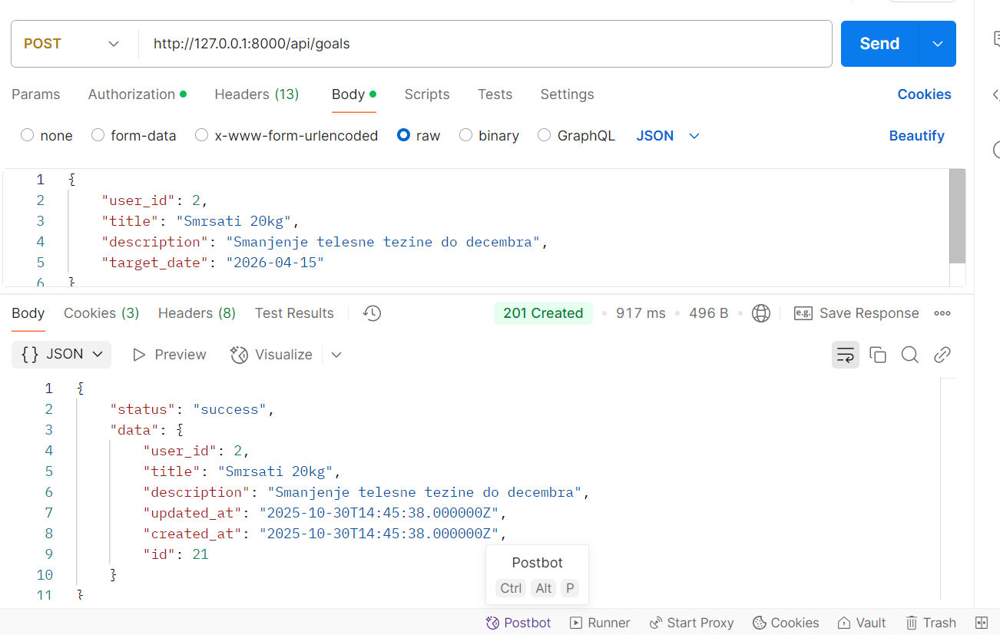 POST http://127.0.0.1:8000/api/goals Send
Params Authorization Headers (13) Body Scripts Tests Settings Cookies
none form-data x-www-form-urlencoded raw binary GraphQL JSON Beautify
1 {
2 "user_id": 2,
3 "title": "Smrsati 20kg",
4 "description": "Smanjenje telesne tezine do decembra",
5 "target_date": "2026-04-15"
6 }
Body Cookies (3) Headers (8) Test Results 201 Created 917 ms 496 B e.g. Save Response
{} JSON Preview Visualize
1 {
2 "status": "success",
3 "data": {
4 "user_id": 2,
5 "title": "Smrsati 20kg",
6 "description": "Smanjenje telesne tezine do decembra",
7 "updated_at": "2025-10-30T14:45:38.000000Z",
8 "created_at": "2025-10-30T14:45:38.000000Z",
9 "id": 21
10 }
11 }
Postbot
Ctrl Alt P
Postbot Runner Start Proxy Cookies Vault Trash